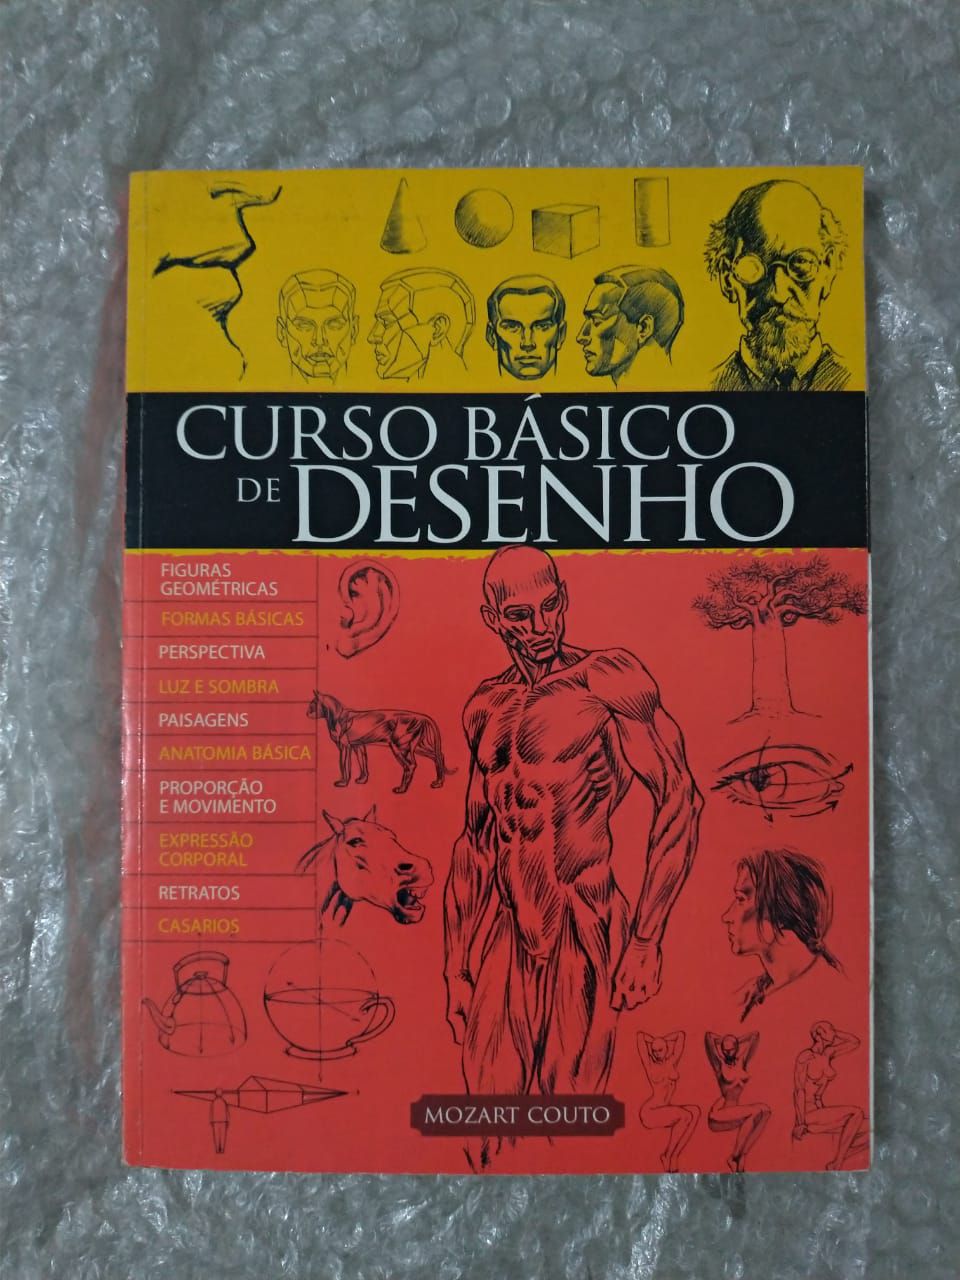 CURSO BÁSICO
DE DESENHO
FIGURAS
GEOMÉTRICAS
FORMAS BÁSICAS
PERSPECTIVA
LUZ E SOMBRA
PAISAGENS
ANATOMIA BÁSICA
PROPORÇÃO
E MOVIMENTO
EXPRESSÃO
CORPORAL
RETRATOS
CASARIOS
MOZART COUTO